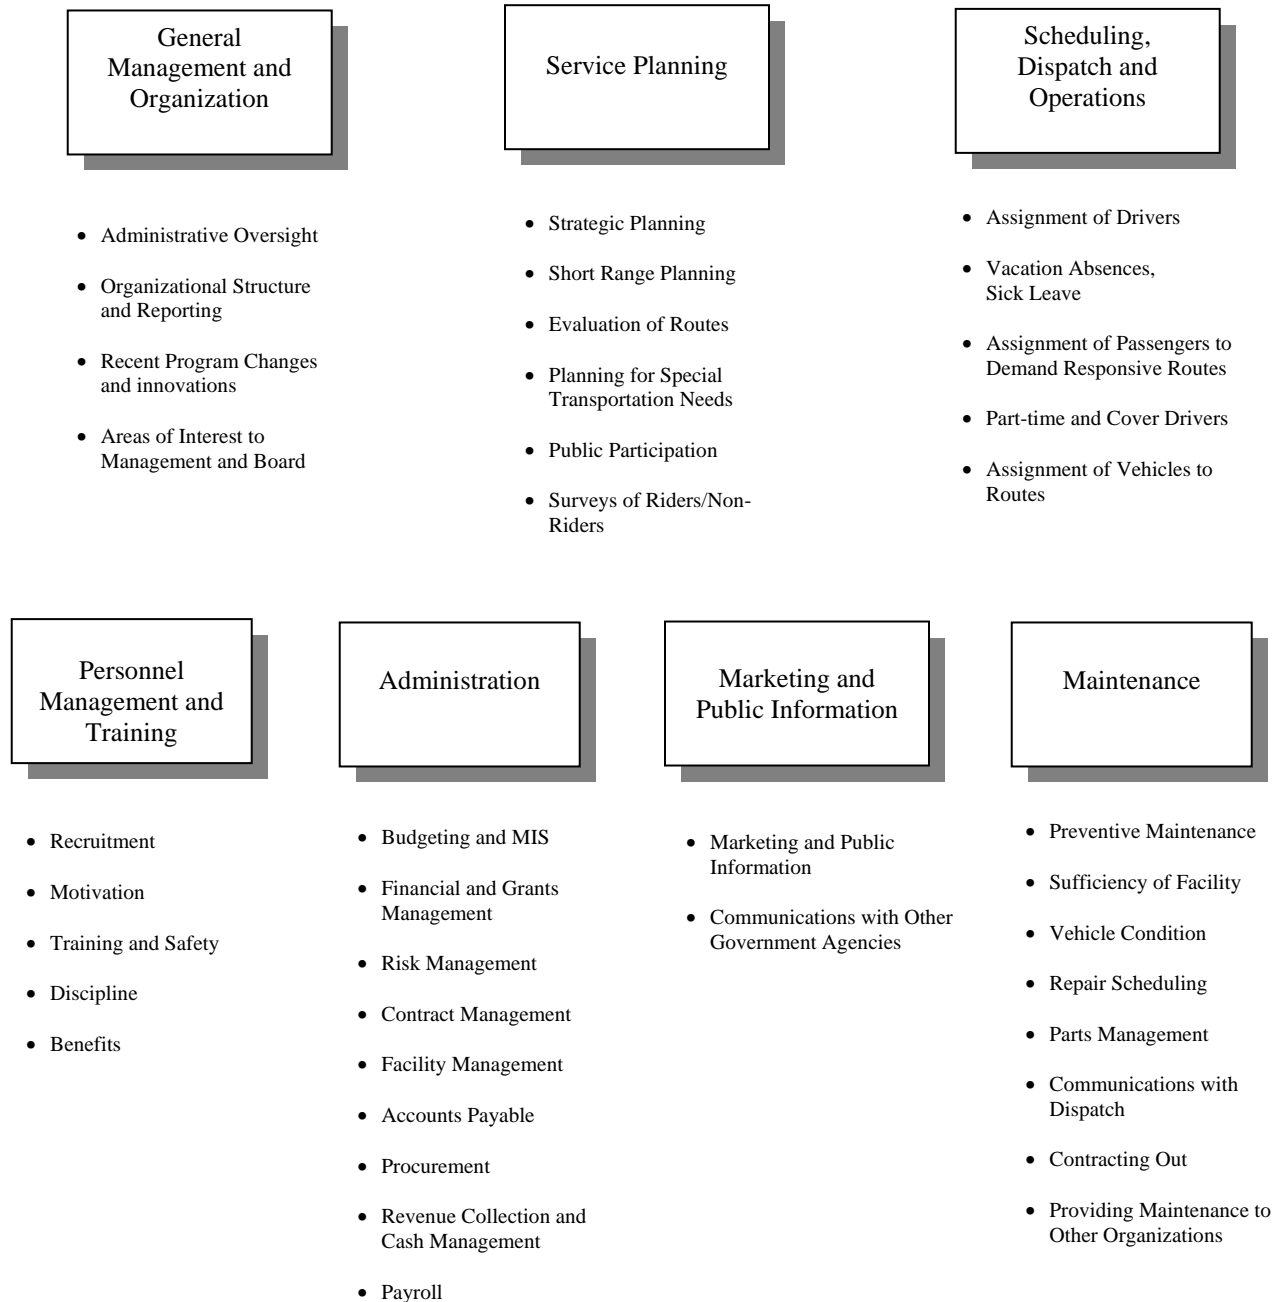 General
Management and
Organization
Service Planning
Scheduling,
Dispatch and
Operations
• Administrative Oversight
• Organizational Structure
and Reporting
• Recent Program Changes
and innovations
• Areas of Interest to
Management and Board
• Strategic Planning
• Short Range Planning
• Evaluation of Routes
• Planning for Special
Transportation Needs
• Public Participation
• Surveys of Riders/Non-
Riders
• Assignment of Drivers
• Vacation Absences,
Sick Leave
• Assignment of Passengers to
Demand Responsive Routes
• Part-time and Cover Drivers
• Assignment of Vehicles to
Routes
Personnel
Management and
Training
Administration
Marketing and
Public Information
Maintenance
• Recruitment
• Motivation
• Training and Safety
• Discipline
• Benefits
• Budgeting and MIS
• Financial and Grants
Management
• Risk Management
• Contract Management
• Facility Management
• Accounts Payable
• Procurement
• Revenue Collection and
Cash Management
• Payroll
• Marketing and Public
Information
• Communications with Other
Government Agencies
• Preventive Maintenance
• Sufficiency of Facility
• Vehicle Condition
• Repair Scheduling
• Parts Management
• Communications with
Dispatch
• Contracting Out
• Providing Maintenance to
Other Organizations